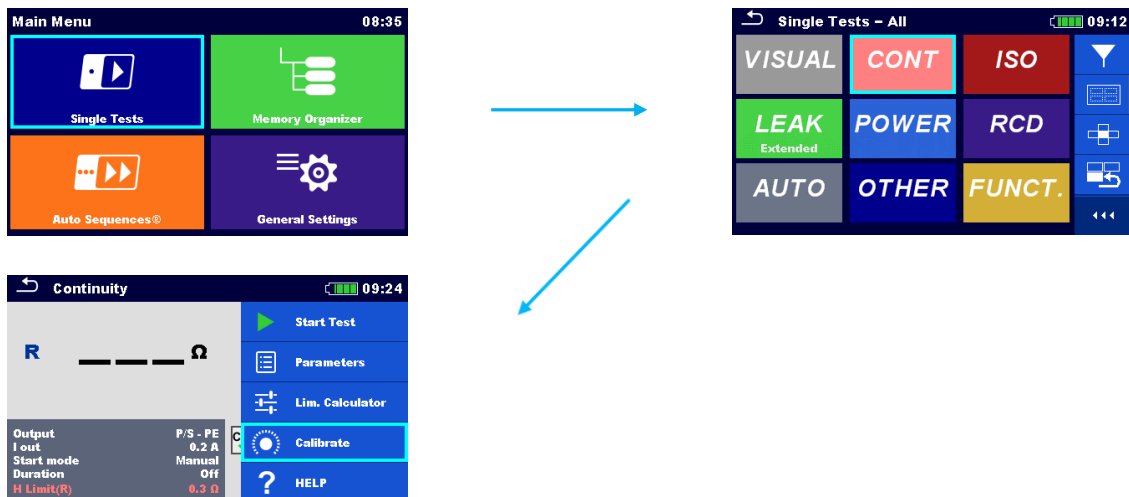 Main Menu 08:35
Single Tests Memory Organizer
Auto Sequences® General Settings
Single Tests – All 09:12
VISUAL CONT ISO
LEAK POWER RCD
Extended
AUTO OTHER FUNCT.
Continuity 09:24
Start Test
R ___Ω
Parameters
Lim. Calculator
Output P/S - PE
C
Calibrate
I out 0.2 A
Start mode Manual
Duration Off
? HELP
H Limit(R) 0.3 Ω